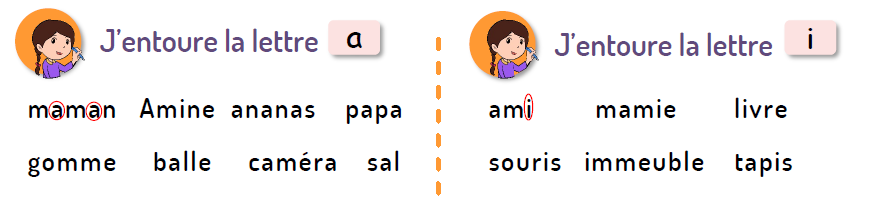 J'entoure la lettre a
maman Amine ananas papa
gomme balle caméra sal
J'entoure la lettre i
ami mamie livre
souris immeuble tapis